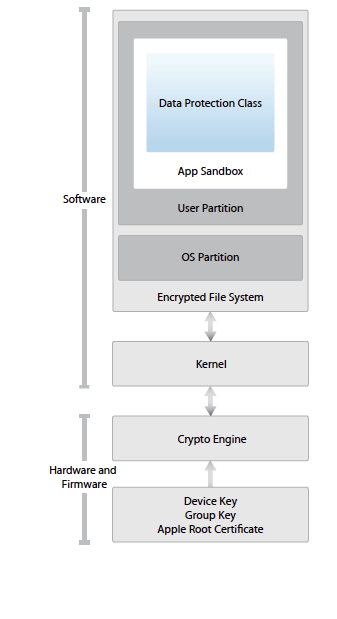 Data Protection Class
App Sandbox
User Partition
OS Partition
Encrypted File System
Software
Kernel
Crypto Engine
Hardware and
Firmware
Device Key
Group Key
Apple Root Certificate